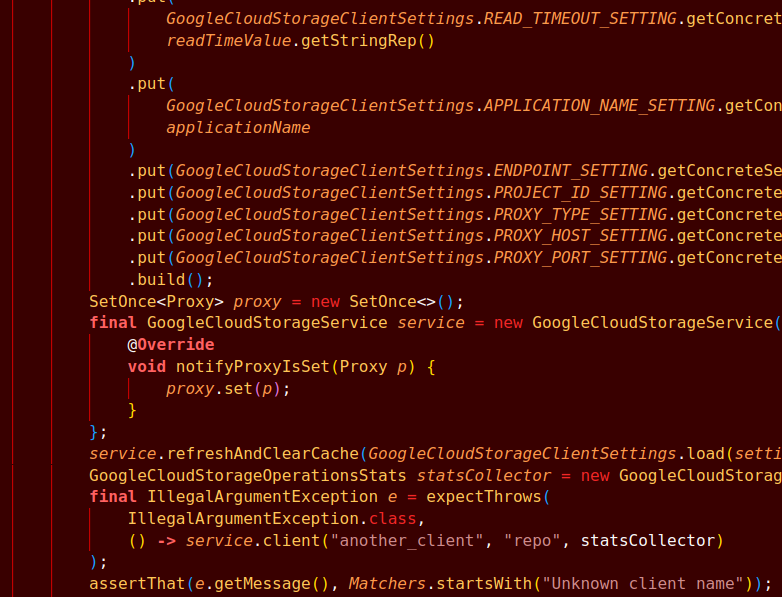 .put(
GoogleCloudStorageClientSettings.READ_TIMEOUT_SETTING.getConcret
readTimeValue.getStringRep()
)
.put(
GoogleCloudStorageClientSettings.APPLICATION_NAME_SETTING.getCon
applicationName
)
.put(GoogleCloudStorageClientSettings.ENDPOINT_SETTING.getConcreteSe
.put(GoogleCloudStorageClientSettings.PROJECT_ID_SETTING.getConcrete
.put(GoogleCloudStorageClientSettings.PROXY_TYPE_SETTING.getConcrete
.put(GoogleCloudStorageClientSettings.PROXY_HOST_SETTING.getConcrete
.put(GoogleCloudStorageClientSettings.PROXY_PORT_SETTING.getConcrete
.build();
SetOnce<Proxy> proxy = new SetOnce<>();
final GoogleCloudStorageService service = new GoogleCloudStorageService(
@Override
void notifyProxyIsSet(Proxy p) {
proxy.set(p);
}
};
service.refreshAndClearCache(GoogleCloudStorageClientSettings.load(setti
GoogleCloudStorageOperationsStats statsCollector = new GoogleCloudStorag
final IllegalArgumentException e = expectThrows(
IllegalArgumentException.class,
() -> service.client("another_client", "repo", statsCollector)
);
assertThat(e.getMessage(), Matchers.startsWith("Unknown client name"));